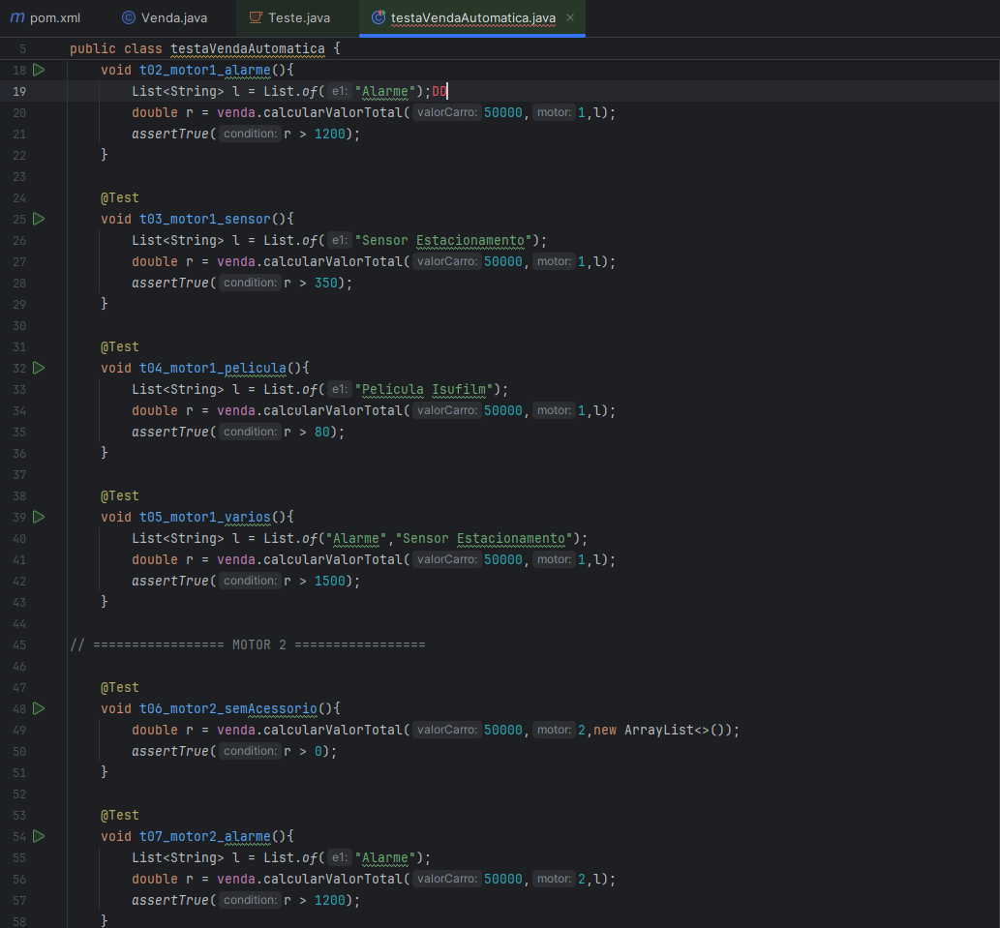 pom.xml Venda.java Teste.java testaVendaAutomatica.java ×
5 public class testaVendaAutomatica {
18 void t02_motor1_alarme(){
19 List<String> l = List.of( e1: "Alarme");DD
20 double r = venda.calcularValorTotal( valorCarro: 50000, motor: 1,l);
21 assertTrue( condition: r > 1200);
22 }
23
24 @Test
25 void t03_motor1_sensor(){
26 List<String> l = List.of( e1: "Sensor Estacionamento");
27 double r = venda.calcularValorTotal( valorCarro: 50000, motor: 1,l);
28 assertTrue( condition: r > 350);
29 }
30
31 @Test
32 void t04_motor1_pelicula(){
33 List<String> l = List.of( e1: "Película Isufilm");
34 double r = venda.calcularValorTotal( valorCarro: 50000, motor: 1,l);
35 assertTrue( condition: r > 80);
36 }
37
38 @Test
39 void t05_motor1_varios(){
40 List<String> l = List.of("Alarme","Sensor Estacionamento");
41 double r = venda.calcularValorTotal( valorCarro: 50000, motor: 1,l);
42 assertTrue( condition: r > 1500);
43 }
44
45 // ================= MOTOR 2 =================
46
47 @Test
48 void t06_motor2_semAcessorio(){
49 double r = venda.calcularValorTotal( valorCarro: 50000, motor: 2,new ArrayList<>());
50 assertTrue( condition: r > 0);
51 }
52
53 @Test
54 void t07_motor2_alarme(){
55 List<String> l = List.of( e1: "Alarme");
56 double r = venda.calcularValorTotal( valorCarro: 50000, motor: 2,l);
57 assertTrue( condition: r > 1200);
58 }